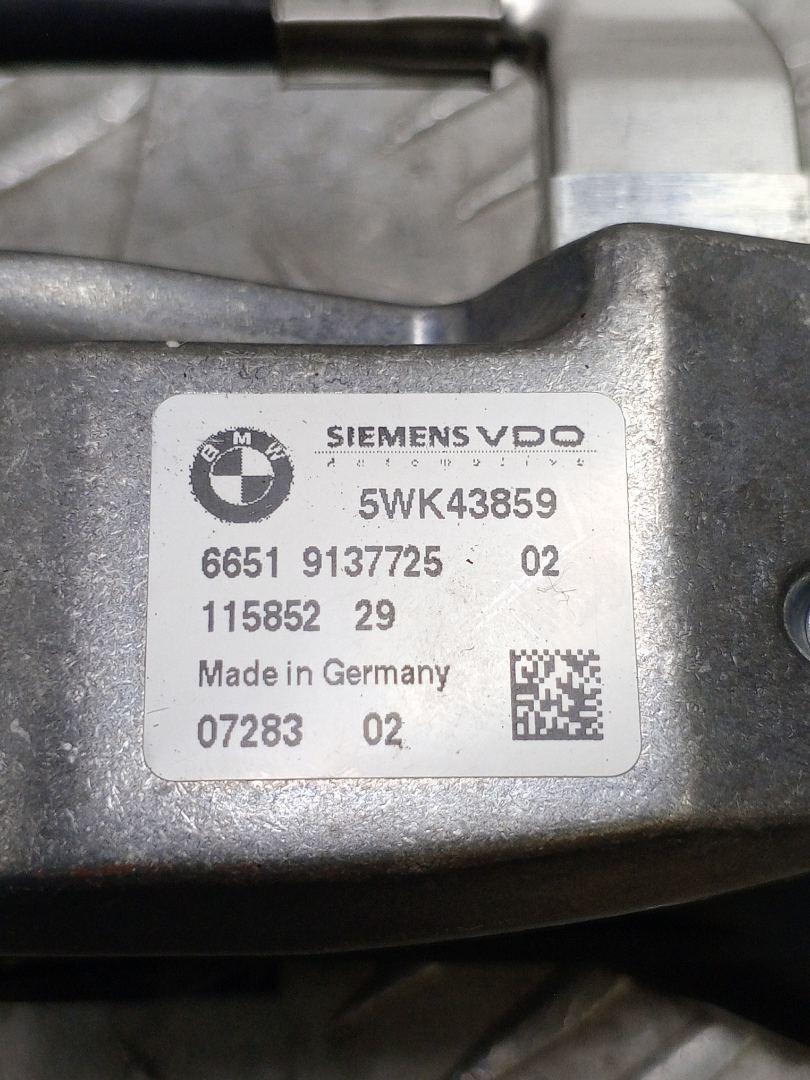 BMW
SIEMENS VDO
Automotive
5WK43859
6651 9137725 02
115852 29
Made in Germany
07283 02